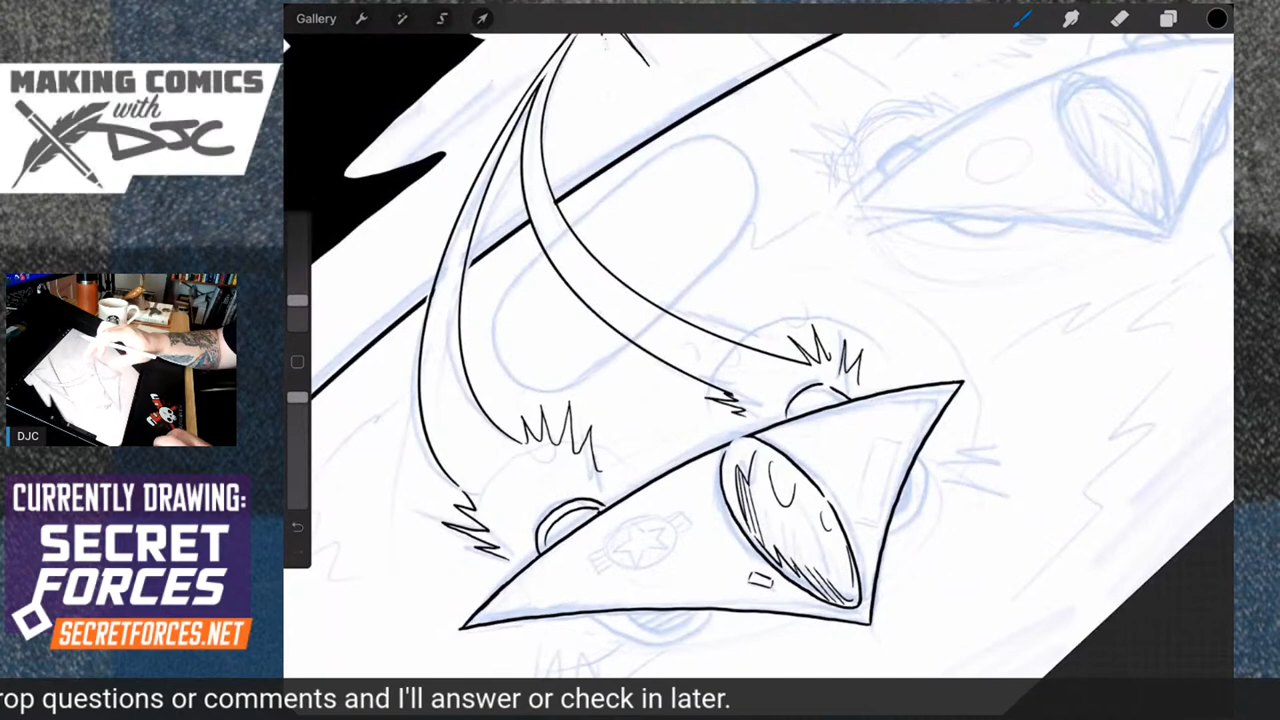 Gallery
MAKING COMICS
with
DJC
DJC
CURRENTLY DRAWING:
SECRET
FORCES
SECRETFORCES.NET
rop questions or comments and I'll answer or check in later.